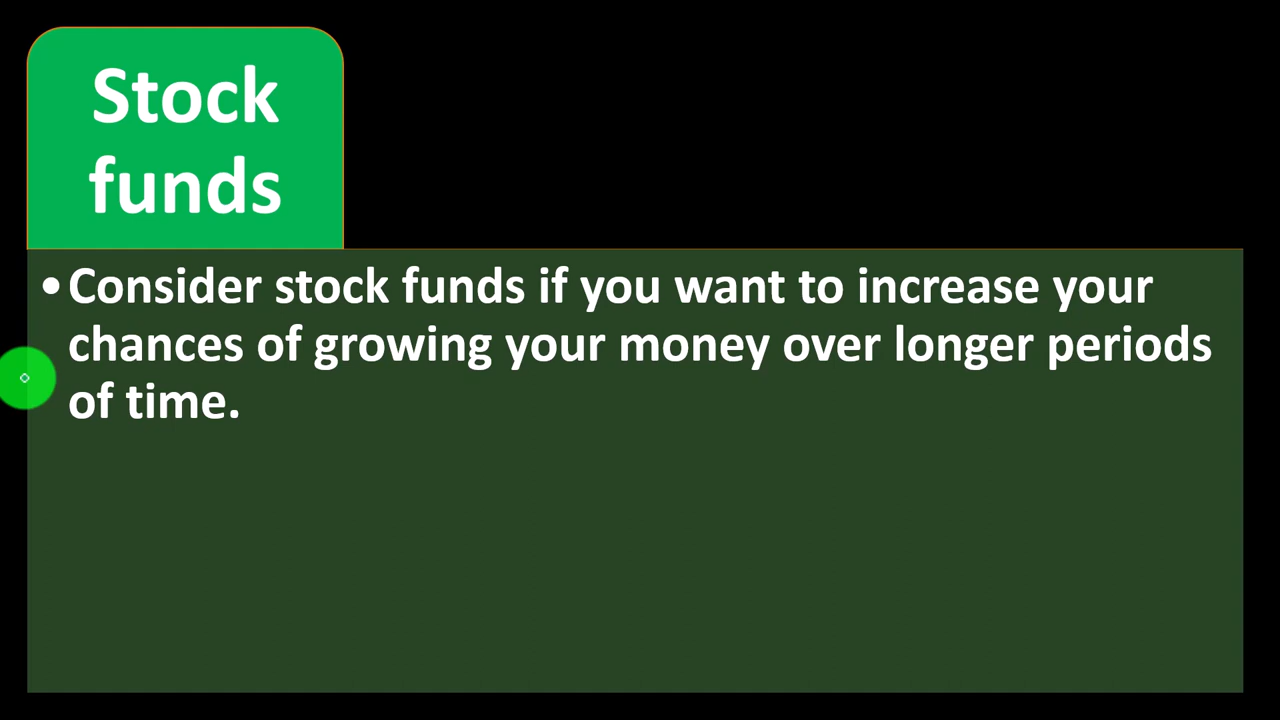 Stock
funds
•Consider stock funds if you want to increase your
chances of growing your money over longer periods
of time.